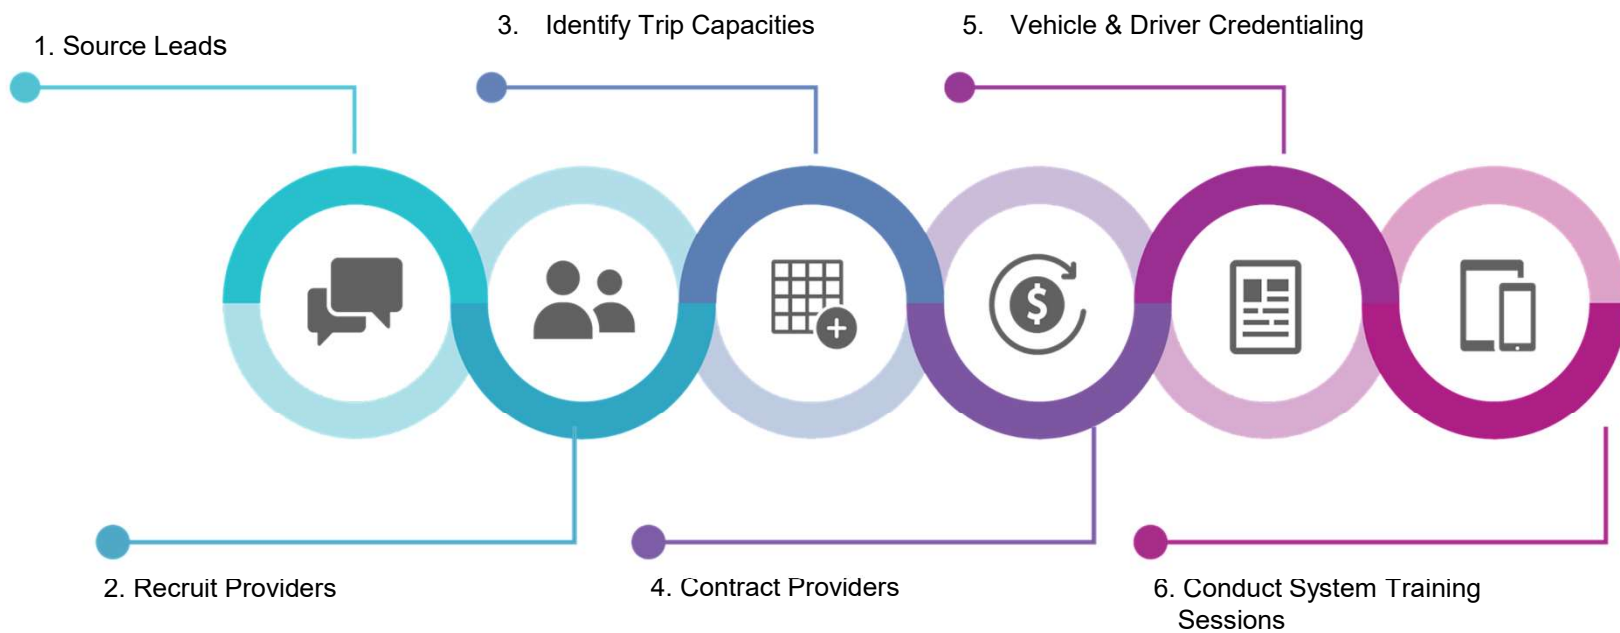 1. Source Leads
2. Recruit Providers
3. Identify Trip Capacities
4. Contract Providers
5. Vehicle & Driver Credentialing
6. Conduct System Training
Sessions
$